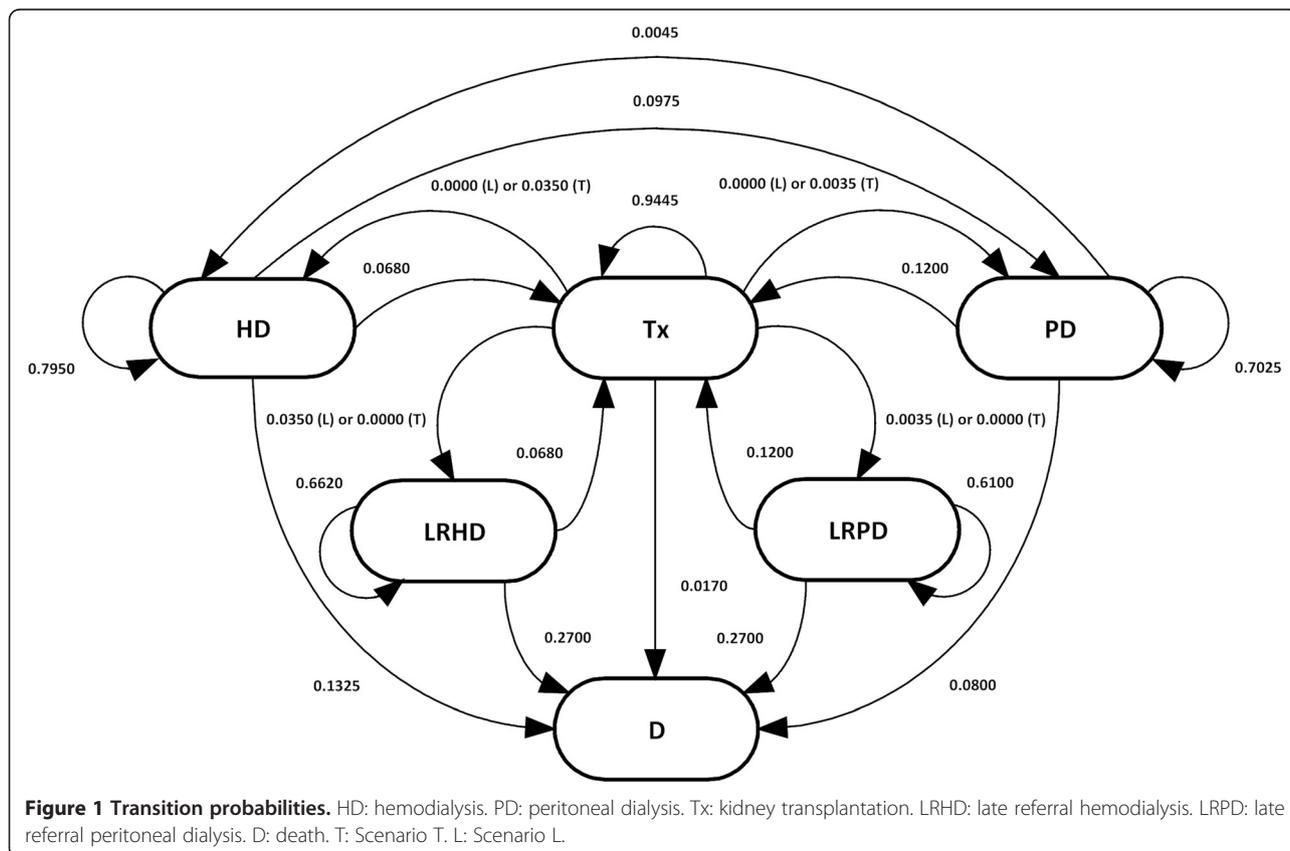 0.0045
0.0975
0.0000 (L) or 0.0350 (T)
0.9445
0.0000 (L) or 0.0035 (T)
0.0680
0.1200
HD
Tx
PD
0.7950
0.7025
0.0350 (L) or 0.0000 (T)
0.0035 (L) or 0.0000 (T)
0.0680
0.1200
0.6620
0.6100
LRHD
LRPD
0.0170
0.2700
0.2700
0.1325
0.0800
D
Figure 1 Transition probabilities. HD: hemodialysis. PD: peritoneal dialysis. Tx: kidney transplantation. LRHD: late referral hemodialysis. LRPD: late
referral peritoneal dialysis. D: death. T: Scenario T. L: Scenario L.